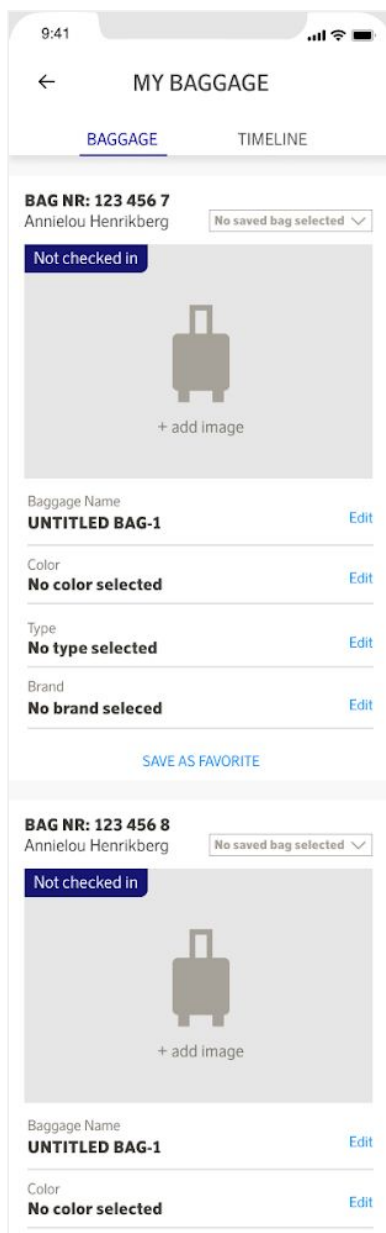 9:41
MY BAGGAGE
BAGGAGE TIMELINE
BAG NR: 123 456 7
Annielou Henrikberg No saved bag selected
Not checked in
+ add image
Baggage Name
UNTITLED BAG-1 Edit
Color
No color selected Edit
Type
No type selected Edit
Brand
No brand seleced Edit
SAVE AS FAVORITE
BAG NR: 123 456 8
Annielou Henrikberg No saved bag selected
Not checked in
+ add image
Baggage Name
UNTITLED BAG-1 Edit
Color
No color selected Edit